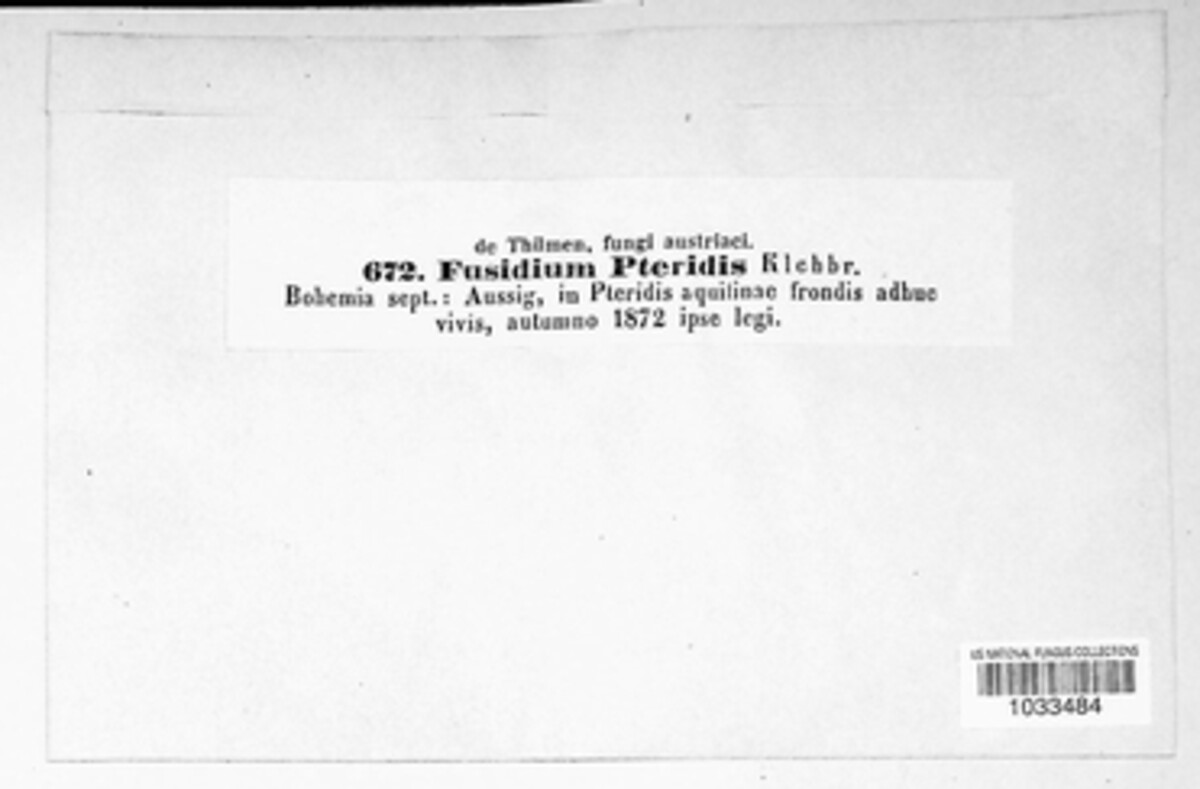 de Thümen, fungi austriaci.
672. Fusidium Pteridis Klchbr.
Bohemia sept.: Aussig, in Pteridis aquilinae frondis adhuc
vivis, autumno 1872 ipse legi.
US NATIONAL FUNGUS COLLECTIONS
1033484